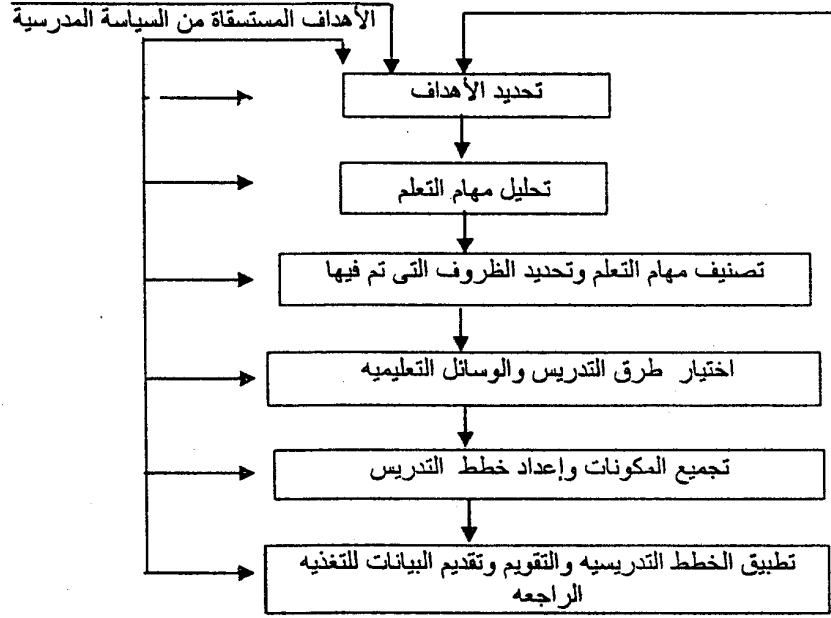 الأهداف المستسقاة من السياسة المدرسية
تحديد الأهداف
تحليل مهام التعلم
تصنيف مهام التعلم وتحديد الظروف التى تم فيها
اختيار طرق التدريس والوسائل التعليميه
تجميع المكونات وإعداد خطط التدريس
تطبيق الخطط التدريسيه والتقويم وتقديم البيانات للتغذيه
الراجعه